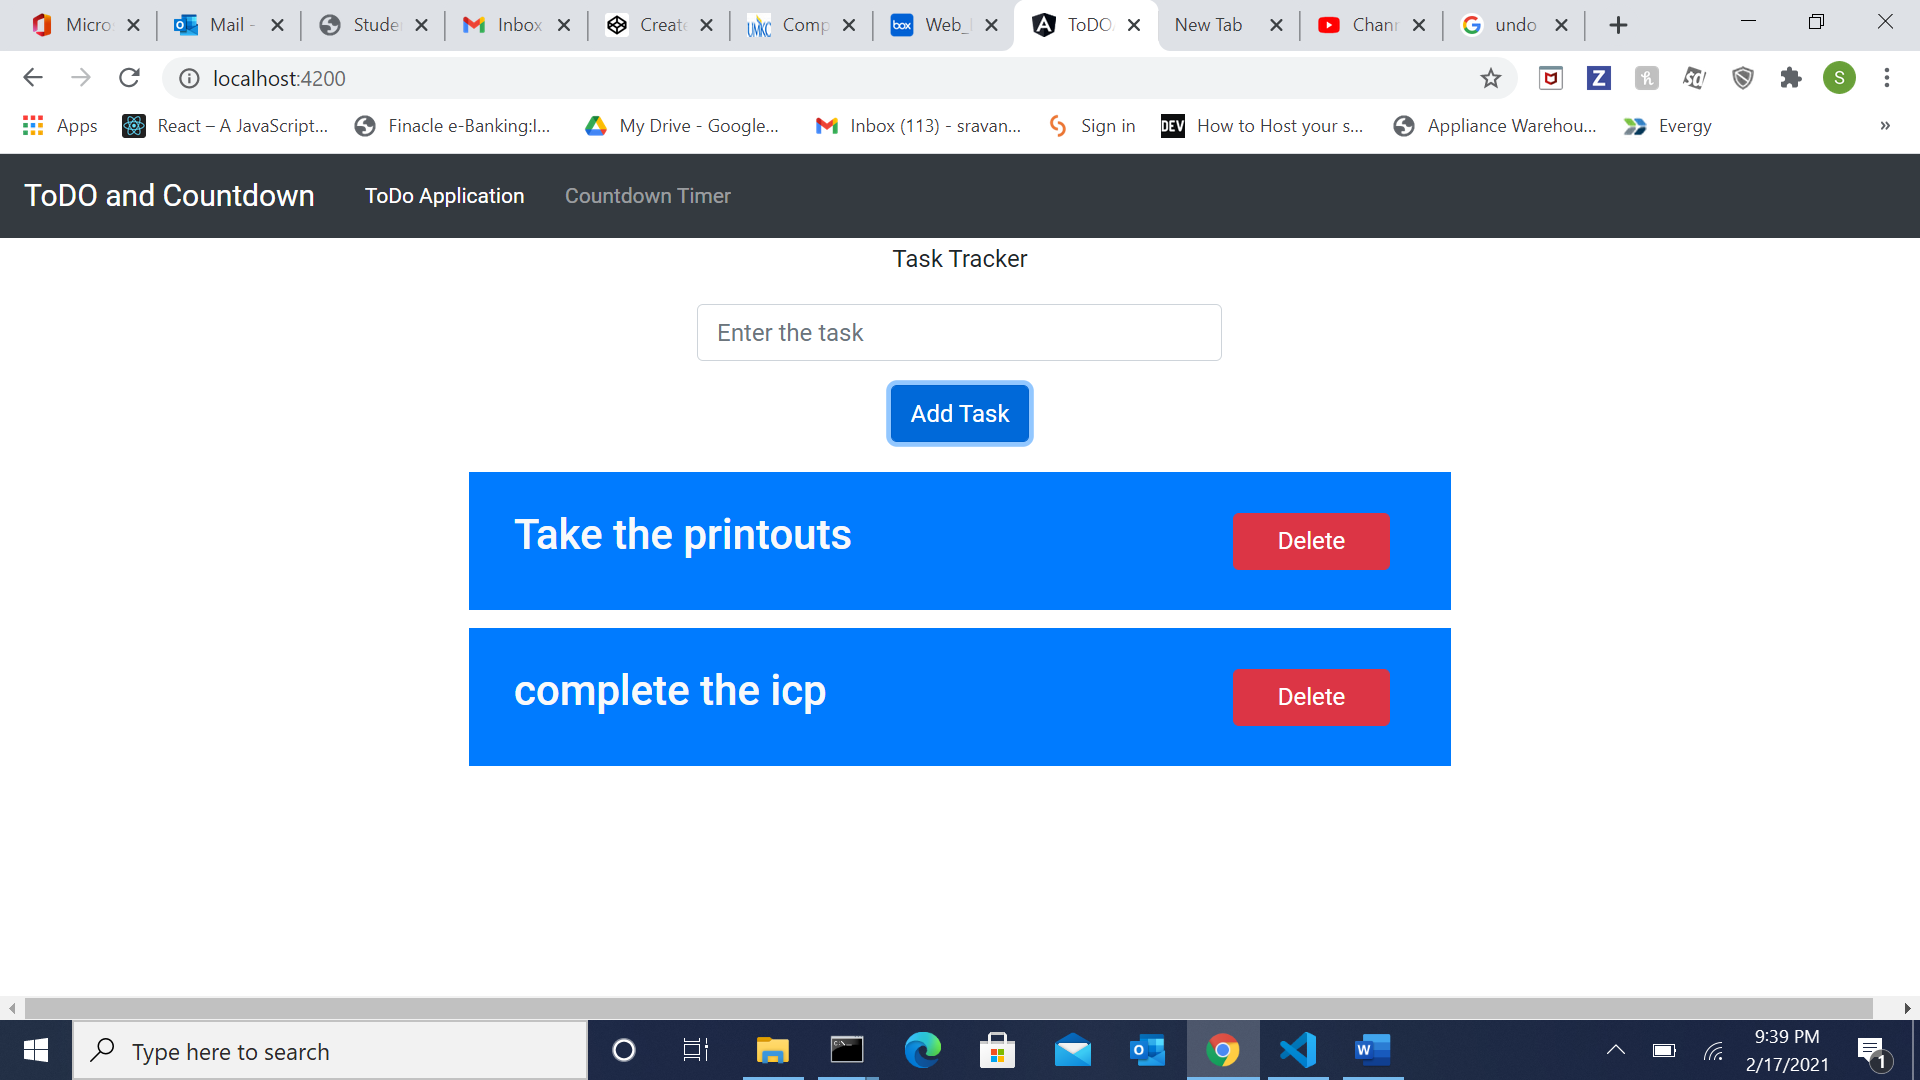 Micro Mail - Stude Inbox Create Comp Web_ ToDO New Tab Chan undo
localhost:4200 S
Apps React – A JavaScript... Finacle e-Banking:I... My Drive - Google... Inbox (113) - sravan... Sign in DEV How to Host your s... Appliance Warehou... Evergy »
ToDO and Countdown ToDo Application Countdown Timer
Task Tracker
Enter the task
Add Task
Take the printouts Delete
complete the icp Delete
Type here to search
9:39 PM
2/17/2021
1